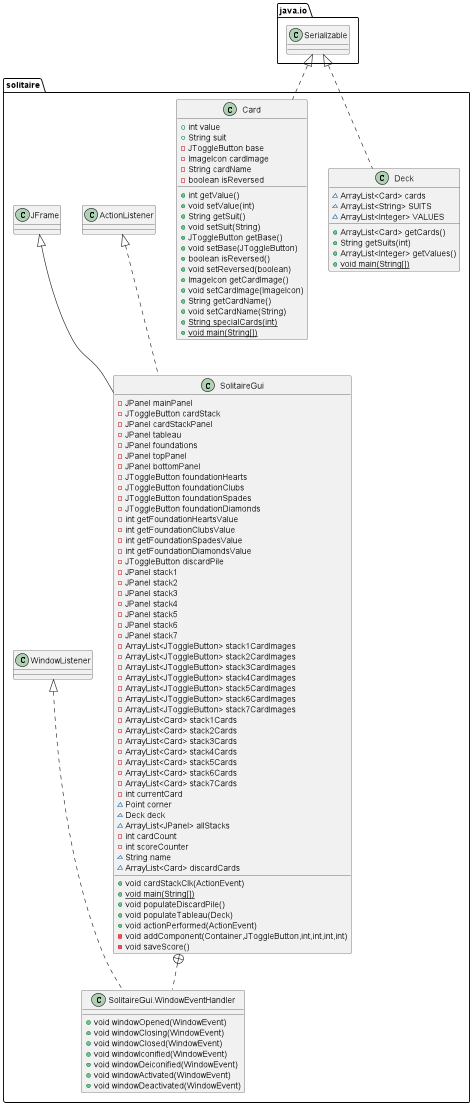 java.io
C Serializable
solitaire
C Card
int value
String suit
JToggleButton base
ImageIcon cardImage
String cardName
boolean isReversed
int getValue()
void setValue(int)
String getSuit()
void setSuit(String)
JToggleButton getBase()
void setBase(JToggleButton)
boolean isReversed()
void setReversed(boolean)
ImageIcon getCardImage()
void setCardImage(ImageIcon)
String getCardName()
void setCardName(String)
String specialCards(int)
void main(String[])
C Deck
ArrayList<Card> cards
ArrayList<String> SUITS
ArrayList<Integer> VALUES
ArrayList<Card> getCards()
String getSuits(int)
ArrayList<Integer> getValues()
void main(String[])
C JFrame
C ActionListener
C SolitaireGui
JPanel mainPanel
JToggleButton cardStack
JPanel cardStackPanel
JPanel tableau
JPanel foundations
JPanel topPanel
JPanel bottomPanel
JToggleButton foundationHearts
JToggleButton foundationClubs
JToggleButton foundationSpades
JToggleButton foundationDiamonds
int getFoundationHeartsValue
int getFoundationClubsValue
int getFoundationSpadesValue
int getFoundationDiamondsValue
JToggleButton discardPile
JPanel stack1
JPanel stack2
JPanel stack3
JPanel stack4
JPanel stack5
JPanel stack6
JPanel stack7
ArrayList<JToggleButton> stack1CardImages
ArrayList<JToggleButton> stack2CardImages
ArrayList<JToggleButton> stack3CardImages
ArrayList<JToggleButton> stack4CardImages
ArrayList<JToggleButton> stack5CardImages
ArrayList<JToggleButton> stack6CardImages
ArrayList<JToggleButton> stack7CardImages
ArrayList<Card> stack1Cards
ArrayList<Card> stack2Cards
ArrayList<Card> stack3Cards
ArrayList<Card> stack4Cards
ArrayList<Card> stack5Cards
ArrayList<Card> stack6Cards
ArrayList<Card> stack7Cards
int currentCard
Point corner
Deck deck
ArrayList<JPanel> allStacks
int cardCount
int scoreCounter
String name
ArrayList<Card> discardCards
void cardStackClk(ActionEvent)
void main(String[])
void populateDiscardPile()
void populateTableau(Deck)
void actionPerformed(ActionEvent)
void addComponent(Container,JToggleButton,int,int,int,int)
void saveScore()
C WindowListener
C SolitaireGui.WindowEventHandler
void windowOpened(WindowEvent)
void windowClosing(WindowEvent)
void windowClosed(WindowEvent)
void windowIconified(WindowEvent)
void windowDeiconified(WindowEvent)
void windowActivated(WindowEvent)
void windowDeactivated(WindowEvent)